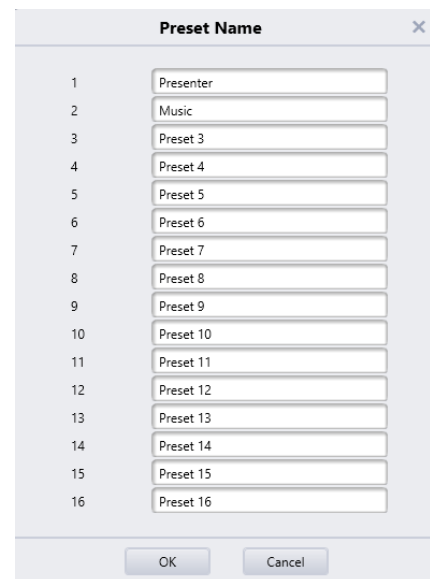 Preset Name ×
1 Presenter
2 Music
3 Preset 3
4 Preset 4
5 Preset 5
6 Preset 6
7 Preset 7
8 Preset 8
9 Preset 9
10 Preset 10
11 Preset 11
12 Preset 12
13 Preset 13
14 Preset 14
15 Preset 15
16 Preset 16
OK Cancel